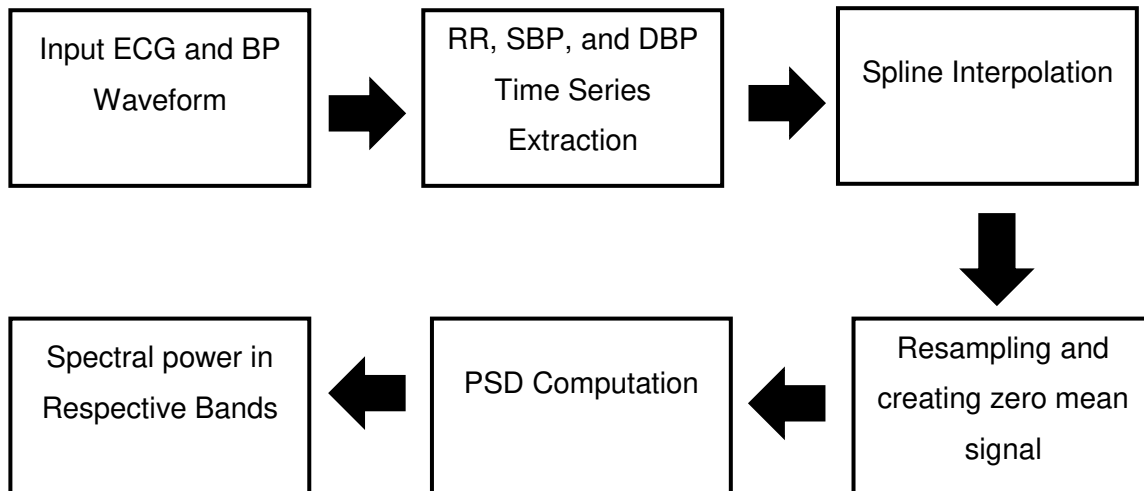 Input ECG and BP
Waveform
RR, SBP, and DBP
Time Series
Extraction
Spline Interpolation
Resampling and
creating zero mean
signal
PSD Computation
Spectral power in
Respective Bands